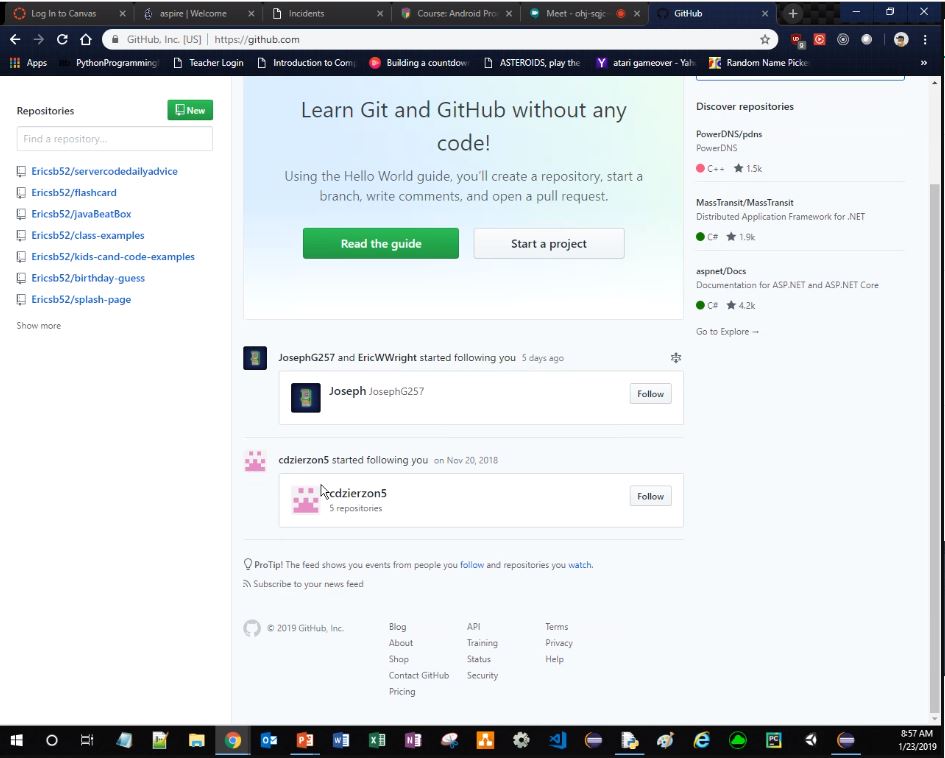 Log In to Canvas
aspire | Welcome
Incidents
Course: Android Pro
Meet - ohj-sqjc-
GitHub
GitHub, Inc. [US] | https://github.com
Apps
PythonProgramming
Teacher Login
Introduction to Comp
Building a countdown
ASTEROIDS, play the
atari gameover - Yah
Random Name Picke
»
Repositories
New
Find a repository...
Ericsb52/servercodedailyadvice
Ericsb52/flashcard
Ericsb52/javaBeatBox
Ericsb52/class-examples
Ericsb52/kids-cand-code-examples
Ericsb52/birthday-guess
Ericsb52/splash-page
Show more
Learn Git and GitHub without any
code!
Using the Hello World guide, you'll create a repository, start a
branch, write comments, and open a pull request.
Read the guide
Start a project
JosephG257 and EricWWright started following you 5 days ago
Joseph JosephG257
Follow
cdzierzon5 started following you on Nov 20, 2018
cdzierzon5
5 repositories
Follow
ProTip! The feed shows you events from people you follow and repositories you watch.
Subscribe to your news feed
© 2019 GitHub, Inc.
Blog
About
Shop
Contact GitHub
Pricing
API
Training
Status
Security
Terms
Privacy
Help
Discover repositories
PowerDNS/pdns
PowerDNS
C++ 1.5k
MassTransit/MassTransit
Distributed Application Framework for .NET
C# 1.9k
aspnet/Docs
Documentation for ASP.NET and ASP.NET Core
C# 4.2k
Go to Explore →
8:57 AM
1/23/2019